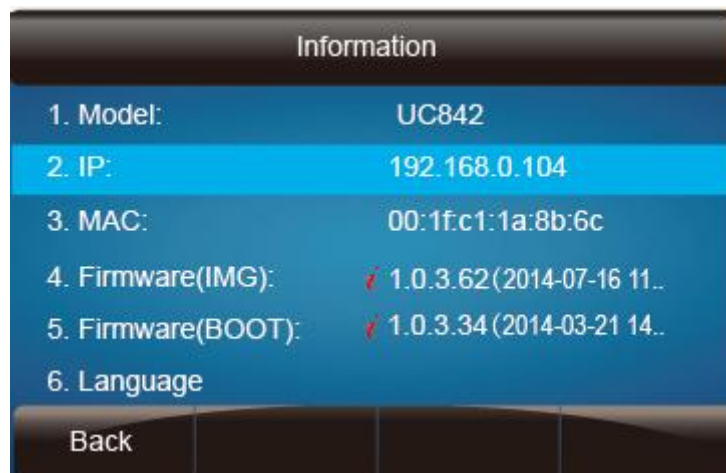 Information
1. Model: UC842
2. IP: 192.168.0.104
3. MAC: 00:1f:c1:1a:8b:6c
4. Firmware(IMG): i 1.0.3.62(2014-07-16 11..
5. Firmware(BOOT): i 1.0.3.34(2014-03-21 14..
6. Language
Back